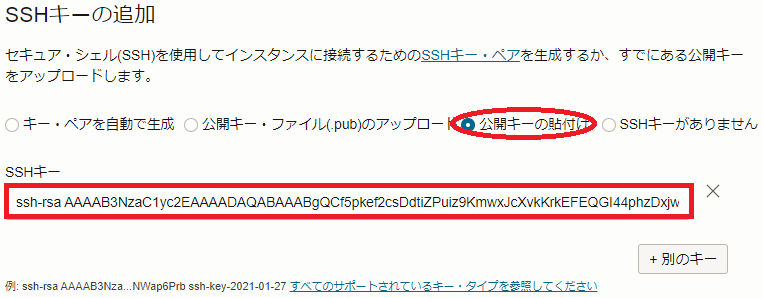 SSHキーの追加
セキュア・シェル(SSH)を使用してインスタンスに接続するためのSSHキー・ペアを生成するか、すでにある公開キー
をアップロードします。
キー・ペアを自動で生成 公開キー・ファイル(.pub)のアップロード 公開キーの貼付け SSHキーがありません
SSHキー
ssh-rsa AAAAB3NzaC1yc2EAAAADAQABAAABgQCf5pkef2csDdtiZPuiz9KmwxJcXvkKrkEFEQGI44phzDxjw
+ 別のキー
例: ssh-rsa AAAAB3Nza...NWap6Prb ssh-key-2021-01-27 すべてのサポートされているキー・タイプを参照してください